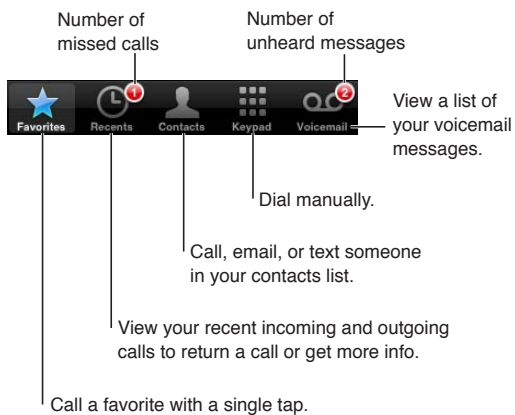 Number of
missed calls
Number of
unheard messages
1
2
Favorites
Recents
Contacts
Keypad
Voicemail
View a list of
your voicemail
messages.
Dial manually.
Call, email, or text someone
in your contacts list.
View your recent incoming and outgoing
calls to return a call or get more info.
Call a favorite with a single tap.